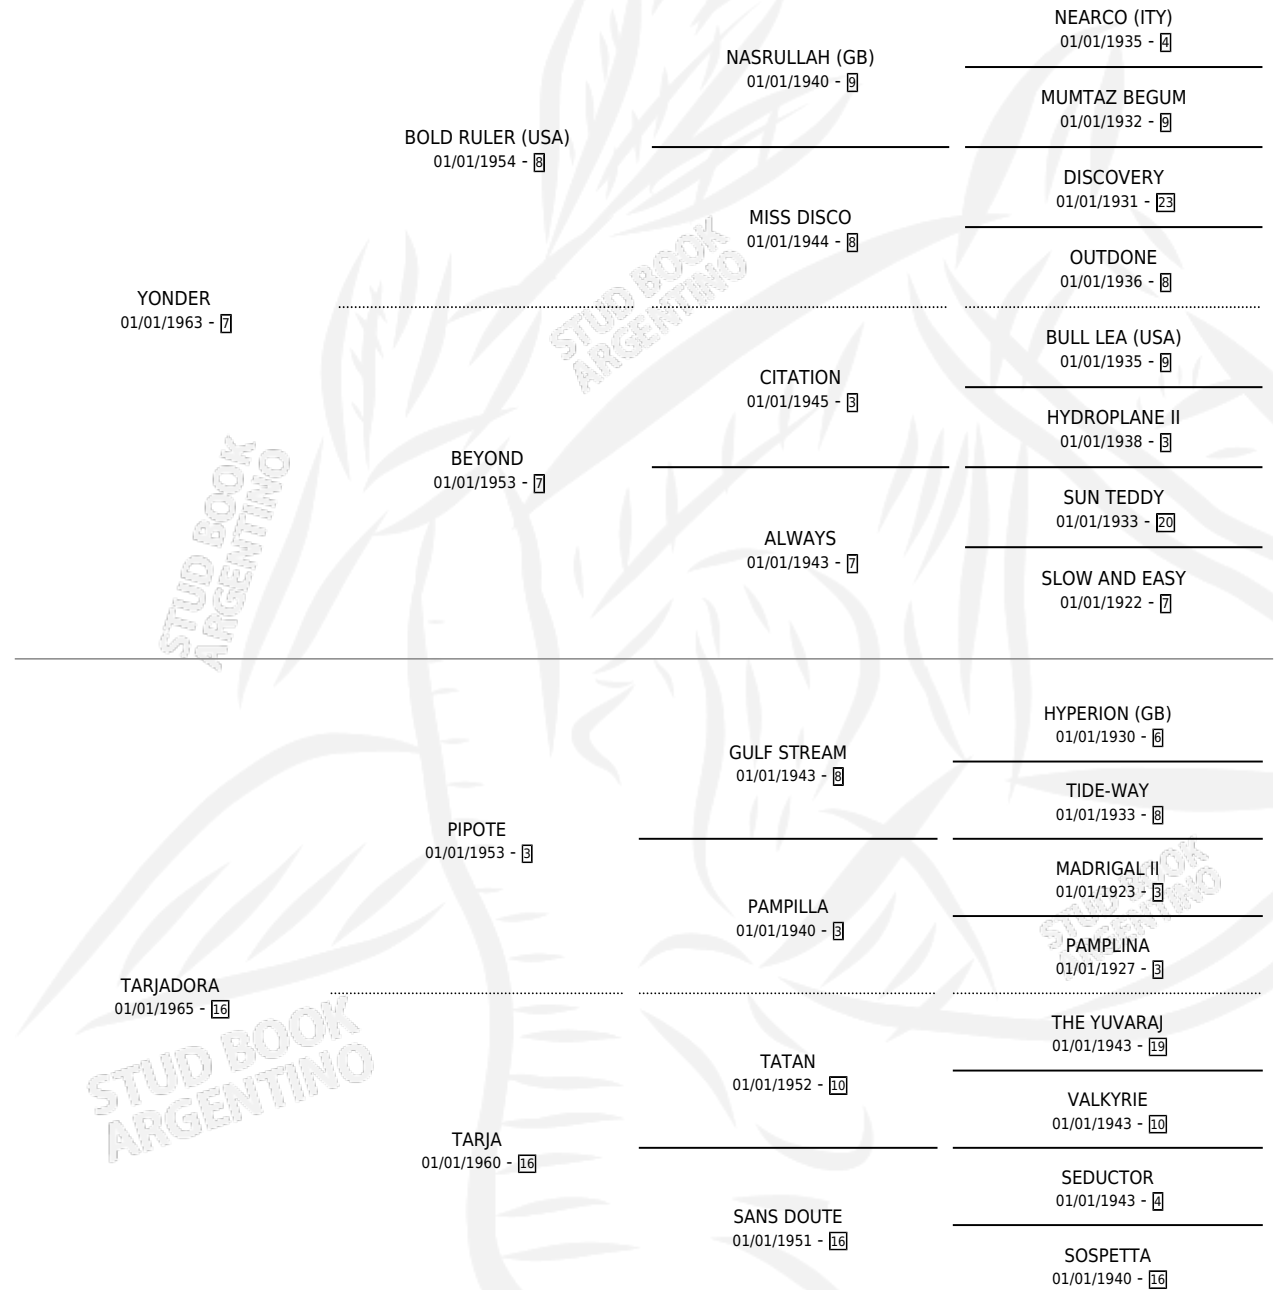 NEARCO (ITY)
01/01/1935 - 4
NASRULLAH (GB)
01/01/1940 - 9
MUMTAZ BEGUM
01/01/1932 - 9
BOLD RULER (USA)
01/01/1954 - 8
DISCOVERY
01/01/1931 - 23
MISS DISCO
01/01/1944 - 8
OUTDONE
01/01/1936 - 8
YONDER
01/01/1963 - 7
STUD BOOK
ARGENTINO
BULL LEA (USA)
01/01/1935 - 9
CITATION
01/01/1945 - 3
HYDROPLANE II
01/01/1938 - 3
BEYOND
01/01/1953 - 7
SUN TEDDY
01/01/1933 - 20
ALWAYS
01/01/1943 - 7
SLOW AND EASY
01/01/1922 - 7
STUD BOOK
ARGENTINO
HYPERION (GB)
01/01/1930 - 6
GULF STREAM
01/01/1943 - 8
TIDE-WAY
01/01/1933 - 8
PIPOTE
01/01/1953 - 3
MADRIGAL II
01/01/1923 - 3
PAMPILLA
01/01/1940 - 3
STUD BOOK
ARGENTINO
PAMPLINA
01/01/1927 - 3
TARJADORA
01/01/1965 - 16
THE YUVARAJ
01/01/1943 - 19
TATAN
01/01/1952 - 10
STUD BOOK
ARGENTINO
VALKYRIE
01/01/1943 - 10
TARJA
01/01/1960 - 16
SEDUCTOR
01/01/1943 - 4
SANS DOUTE
01/01/1951 - 16
SOSPETTA
01/01/1940 - 16